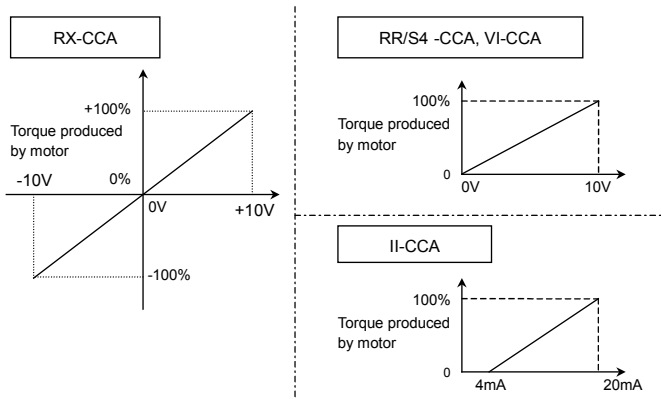 RX-CCA
+100%
Torque produced
by motor
-10V
0%
0V
+10V
-100%
RR/S4 -CCA, VI-CCA
100%
Torque produced
by motor
0
0V
10V
II-CCA
100%
Torque produced
by motor
0
4mA
20mA